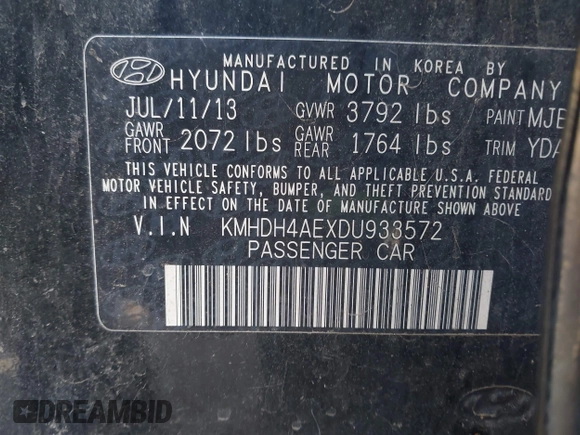 MANUFACTURED IN KOREA BY
HYUNDAI MOTOR COMPANY
JUL/11/13 GVWR 3792 lbs PAINT MJE
GAWR FRONT 2072 lbs GAWR REAR 1764 lbs TRIM YDA
THIS VEHICLE CONFORMS TO ALL APPLICABLE U.S.A. FEDERAL
MOTOR VEHICLE SAFETY, BUMPER, AND THEFT PREVENTION STANDARD
IN EFFECT ON THE DATE OF MANUFACTURE SHOWN ABOVE
V.I.N KMHDH4AEXDU933572
PASSENGER CAR
DREAMBID